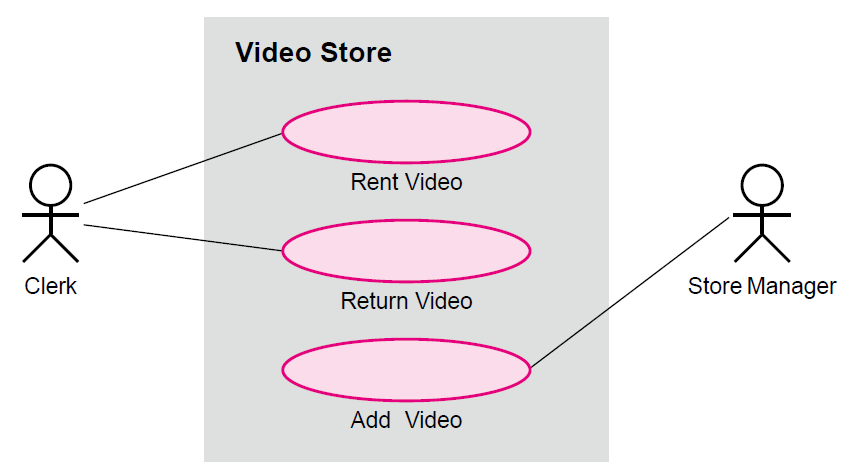 Video Store
Rent Video
Clerk
Return Video
Store Manager
Add Video